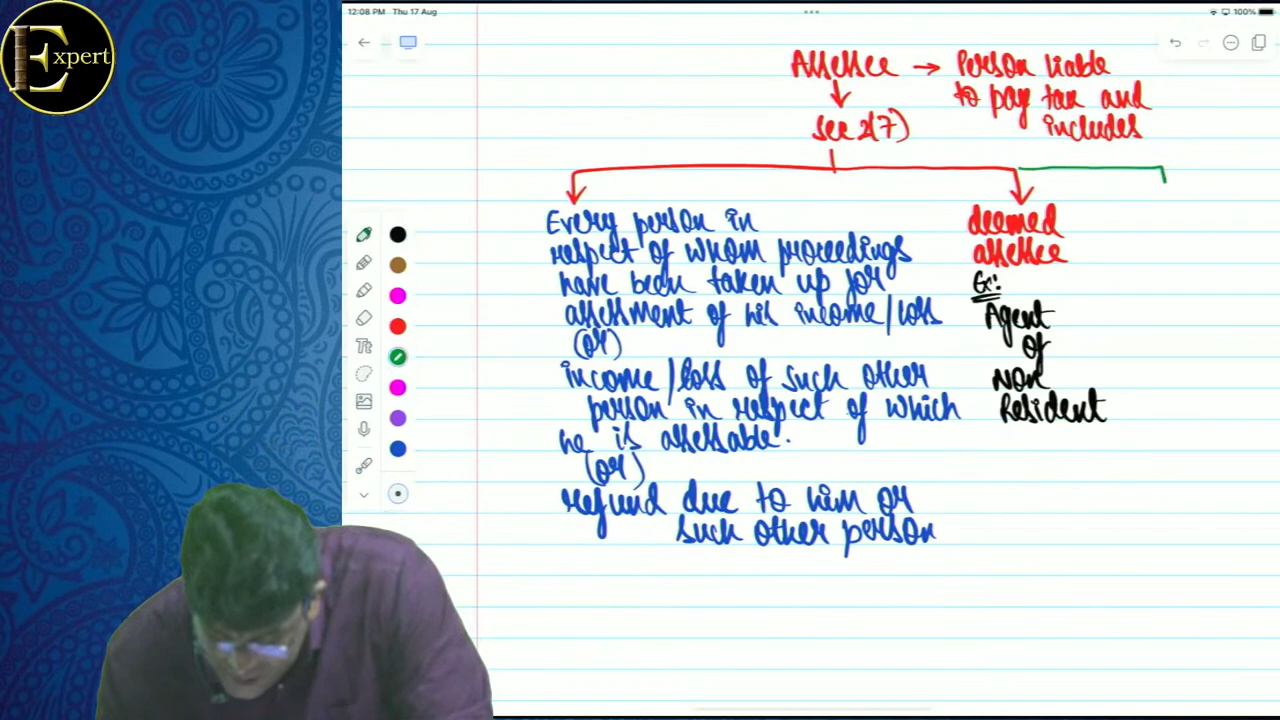 12:08 PM Thu 17 Aug
100%
Expert
Assessee → Person liable
to pay tax and
includes
Sec 2(7)
Every person in
respect of whom proceedings
have been taken up for
assessment of his income/loss
(or)
income/loss of such other
person in respect of which
he is assessable.
(or)
refund due to him or
such other person
deemed
assessee
Ex:
Agent
of
Non
Resident
Tt